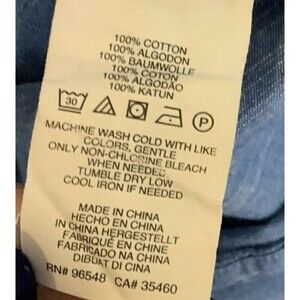 100% COTTON
100% ALGODON
100% BAUMWOLLE
100% COTON
100% ALGODÃO
100% KATUN
30 P
MACHINE WASH COLD WITH LIKE
COLORS, GENTLE
ONLY NON-CHLORINE BLEACH
WHEN NEEDED
TUMBLE DRY LOW
COOL IRON IF NEEDED
MADE IN CHINA
HECHO EN CHINA
IN CHINA HERGESTELLT
FABRIQUÉ EN CHINE
FABRICADO NA CHINA
DIBUAT DI CINA
RN# 96548 CA# 35460